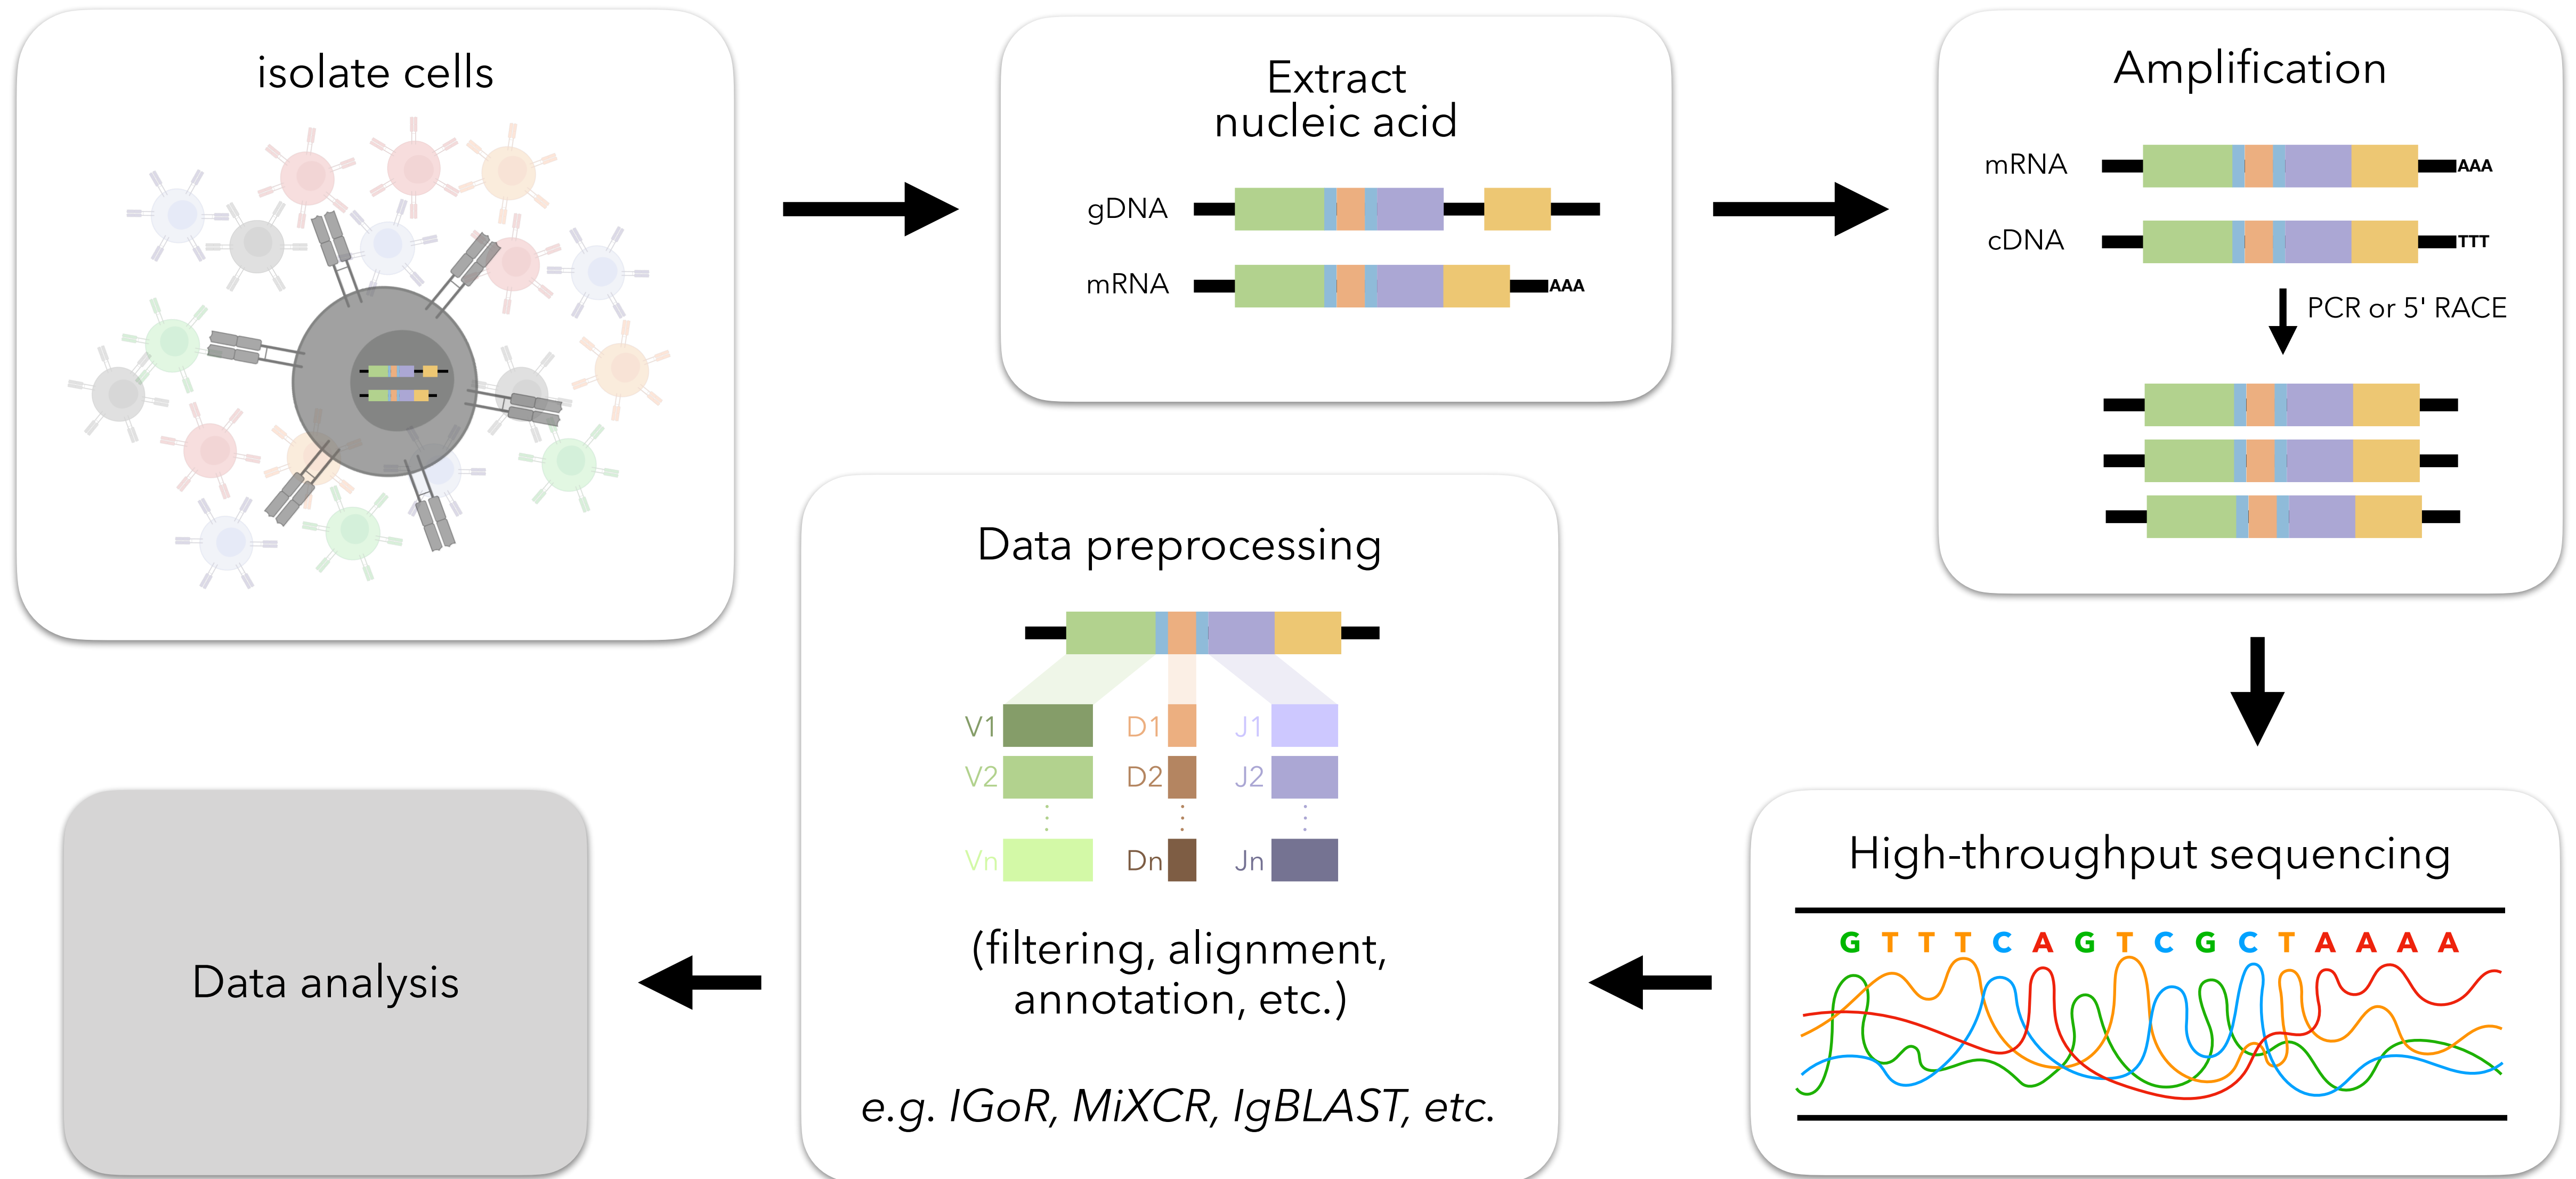 isolate cells
Extract
nucleic acid
gDNA
mRNA
AAA
Amplification
mRNA
AAA
cDNA
TTT
PCR or 5' RACE
High-throughput sequencing
G T T T C A G T C G C T A A A A
Data preprocessing
V1 D1 J1
V2 D2 J2
Vn Dn Jn
(filtering, alignment,
annotation, etc.)
e.g. IGoR, MiXCR, IgBLAST, etc.
Data analysis